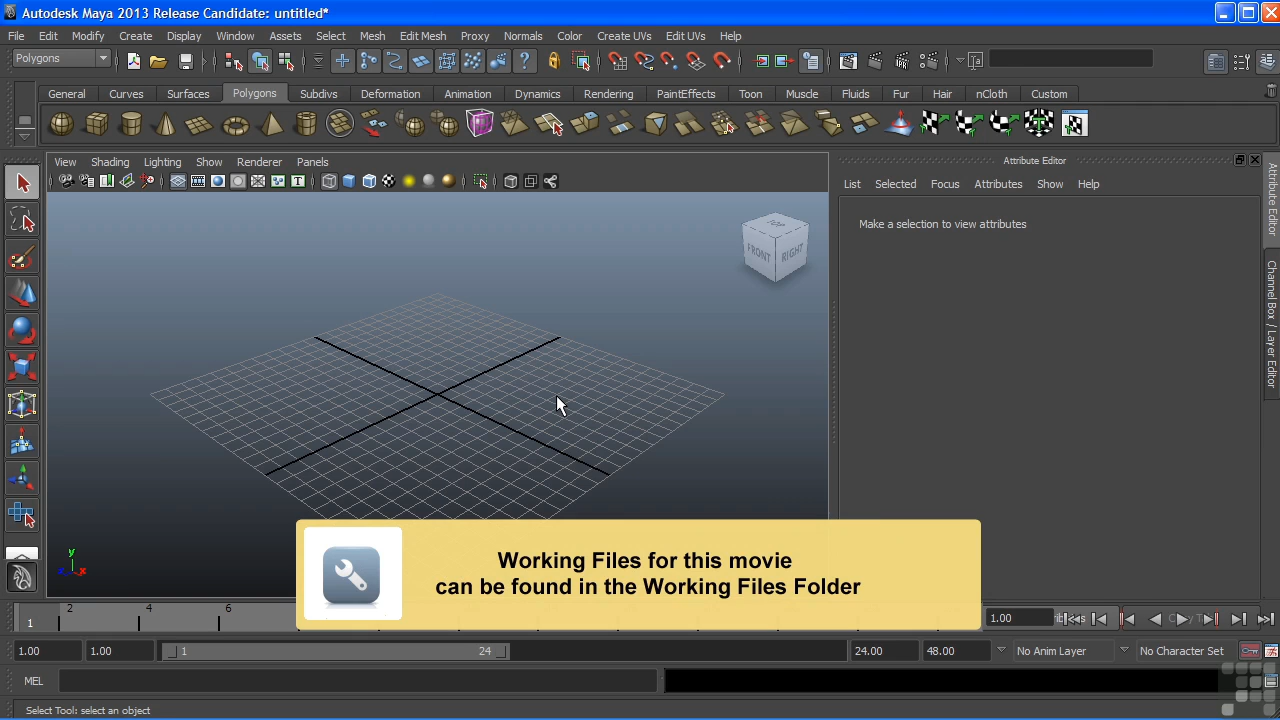 Autodesk Maya 2013 Release Candidate: untitled*
File Edit Modify Create Display Window Assets Select Mesh Edit Mesh Proxy Normals Color Create UVs Edit UVs Help
Polygons
General Curves Surfaces Polygons Subdivs Deformation Animation Dynamics Rendering PaintEffects Toon Muscle Fluids Fur Hair nCloth Custom
View Shading Lighting Show Renderer Panels
Attribute Editor
List Selected Focus Attributes Show Help
Make a selection to view attributes
TOP
FRONT RIGHT
Attribute Editor
Channel Box / Layer Editor
y
x
Working Files for this movie
can be found in the Working Files Folder
1 2 4 6
1.00
1.00 1.00 1 24 24.00 48.00 No Anim Layer No Character Set
MEL
Select Tool: select an object